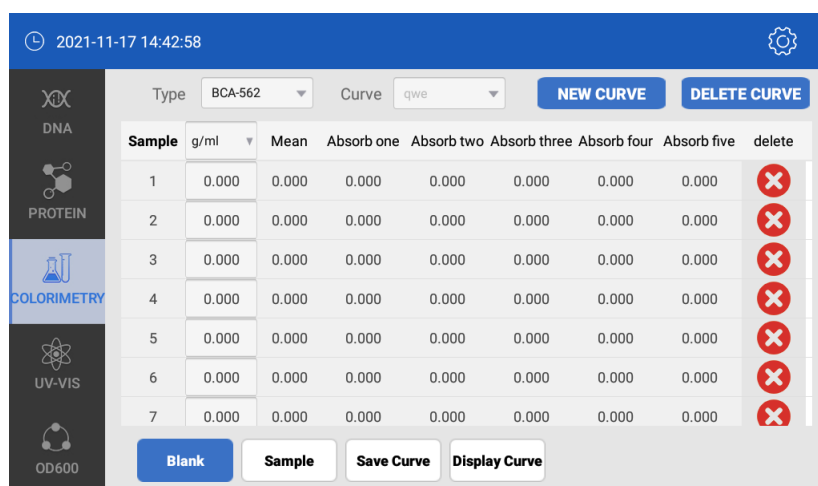 2021-11-17 14:42:58
DNA
PROTEIN
COLORIMETRY
UV-VIS
OD600
Type BCA-562 Curve qwe NEW CURVE DELETE CURVE
Sample g/ml Mean Absorb one Absorb two Absorb three Absorb four Absorb five delete
1 0.000 0.000 0.000 0.000 0.000 0.000 0.000
2 0.000 0.000 0.000 0.000 0.000 0.000 0.000
3 0.000 0.000 0.000 0.000 0.000 0.000 0.000
4 0.000 0.000 0.000 0.000 0.000 0.000 0.000
5 0.000 0.000 0.000 0.000 0.000 0.000 0.000
6 0.000 0.000 0.000 0.000 0.000 0.000 0.000
7 0.000 0.000 0.000 0.000 0.000 0.000 0.000
Blank Sample Save Curve Display Curve